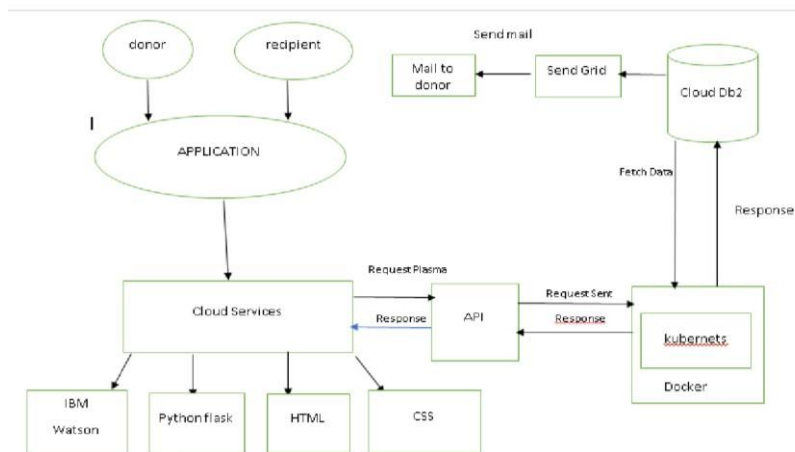 donor
recipient
Send mail
Mail to
donor
Send Grid
Cloud Db2
APPLICATION
Fetch Data
Response
Request Plasma
Cloud Services
Response
API
Request Sent
Response
kubernets
Docker
IBM
Watson
Python flask
HTML
CSS